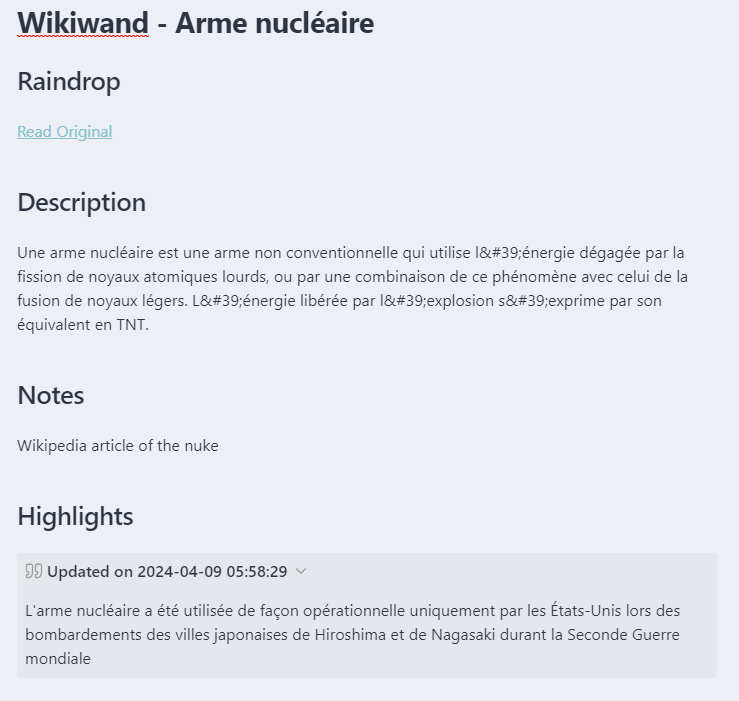 Wikiwand - Arme nucléaire
Raindrop
Read Original
Description
Une arme nucléaire est une arme non conventionnelle qui utilise l&#39;énergie dégagée par la
fission de noyaux atomiques lourds, ou par une combinaison de ce phénomène avec celui de la
fusion de noyaux légers. L&#39;énergie libérée par l&#39;explosion s&#39;exprime par son
équivalent en TNT.
Notes
Wikipedia article of the nuke
Highlights
Updated on 2024-04-09 05:58:29
L'arme nucléaire a été utilisée de façon opérationnelle uniquement par les États-Unis lors des
bombardements des villes japonaises de Hiroshima et de Nagasaki durant la Seconde Guerre
mondiale